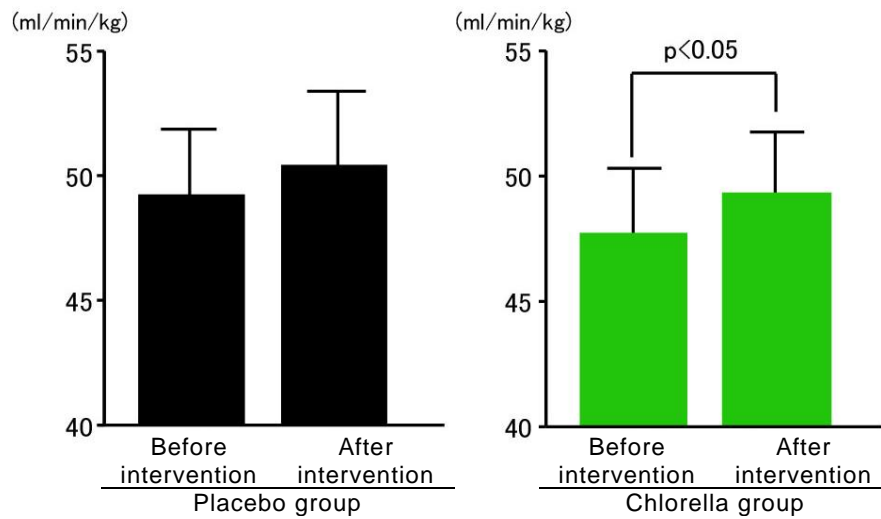 (ml/min/kg)
55
50
45
40
Before intervention
After intervention
Placebo group
(ml/min/kg)
55
50
45
40
p<0.05
Before intervention
After intervention
Chlorella group